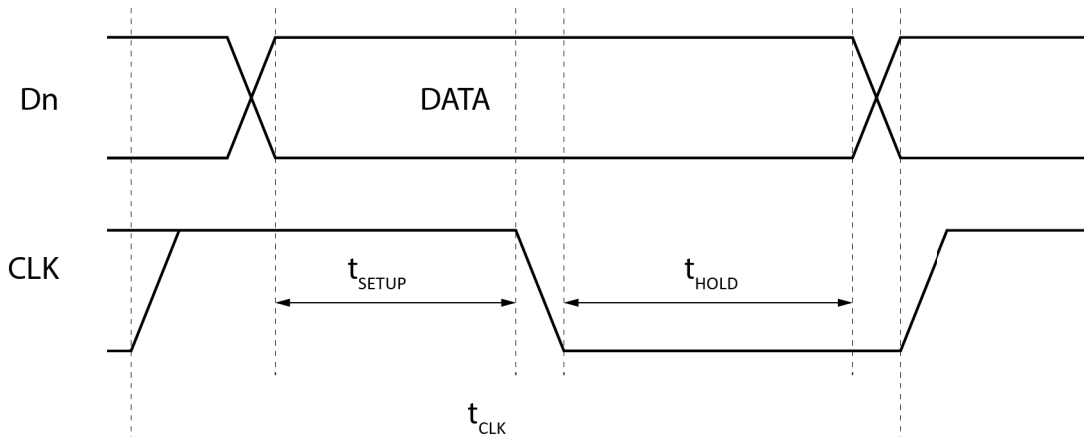 Dn
DATA
CLK
tSETUP
tHOLD
tCLK